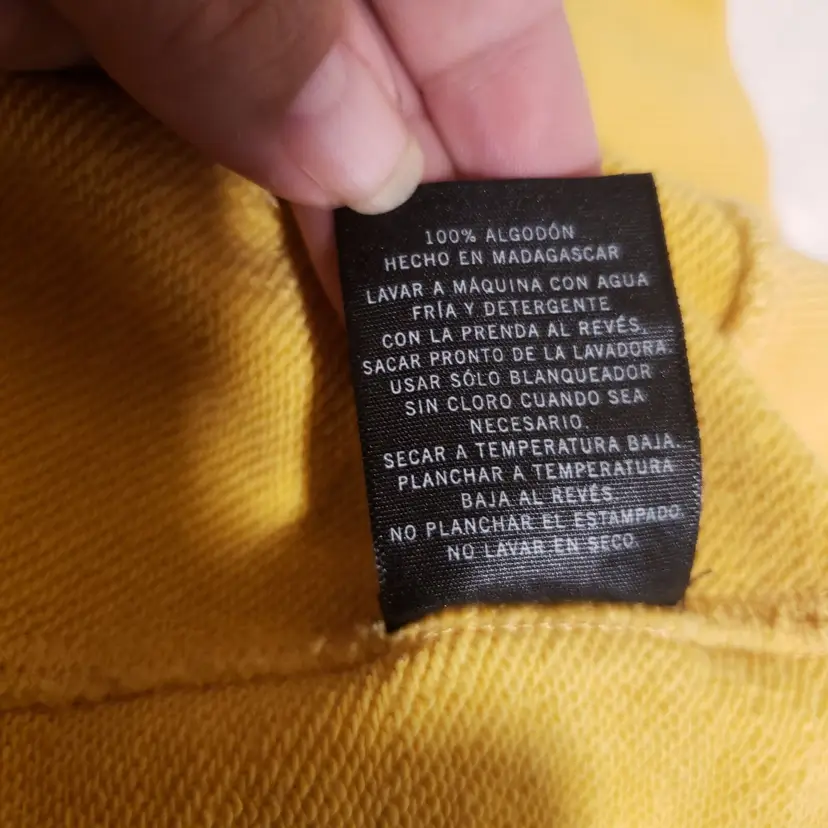 100% ALGODÓN
HECHO EN MADAGASCAR
LAVAR A MÁQUINA CON AGUA
FRÍA Y DETERGENTE
CON LA PRENDA AL REVÉS.
SACAR PRONTO DE LA LAVADORA.
USAR SÓLO BLANQUEADOR
SIN CLORO CUANDO SEA
NECESARIO.
SECAR A TEMPERATURA BAJA.
PLANCHAR A TEMPERATURA
BAJA AL REVÉS.
NO PLANCHAR EL ESTAMPADO.
NO LAVAR EN SECO.